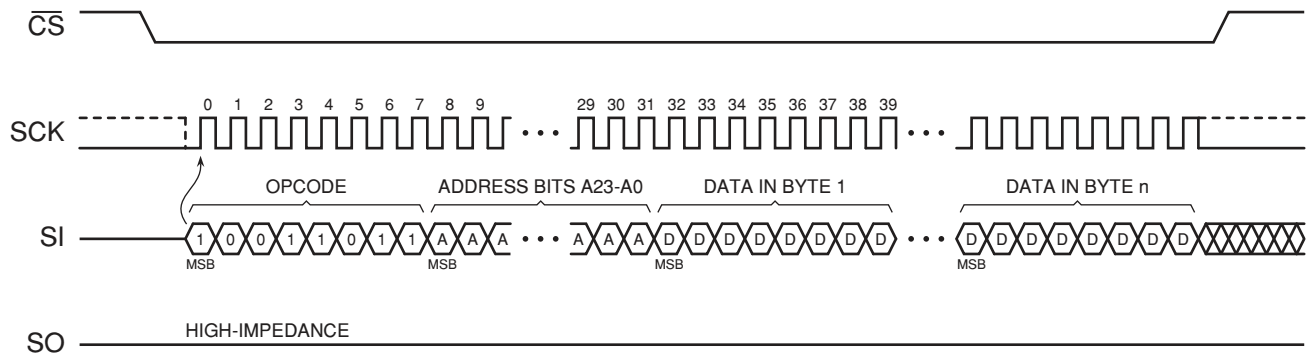 CS
0 1 2 3 4 5 6 7 8 9 29 30 31 32 33 34 35 36 37 38 39
SCK • • • • • •
OPCODE ADDRESS BITS A23-A0 DATA IN BYTE 1 DATA IN BYTE n
SI 1 0 0 1 1 0 1 1 A A A • • • A A A D D D D D D D D • • • D D D D D D D D
MSB MSB MSB MSB
HIGH-IMPEDANCE
SO